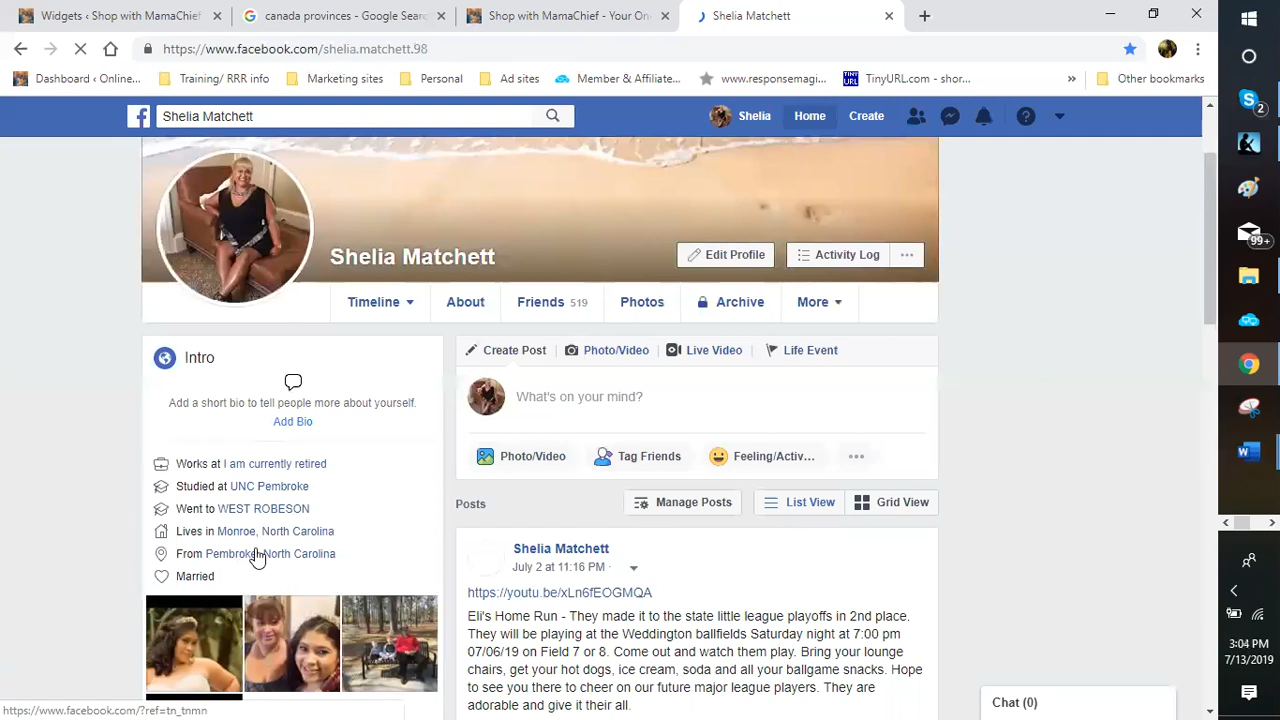 Widgets ‹ Shop with MamaChief
canada provinces - Google Sear
Shop with MamaChief - Your On
Shelia Matchett
https://www.facebook.com/shelia.matchett.98
Dashboard ‹ Online...
Training/ RRR info
Marketing sites
Personal
Ad sites
Member & Affiliate...
www.responsemagi...
TINY URL
TinyURL.com - shor...
»
Other bookmarks
Shelia Matchett
Shelia
Home
Create
Shelia Matchett
Edit Profile
Activity Log
...
Timeline
About
Friends 519
Photos
Archive
More
Intro
Add a short bio to tell people more about yourself.
Add Bio
Works at I am currently retired
Studied at UNC Pembroke
Went to WEST ROBESON
Lives in Monroe, North Carolina
From Pembroke, North Carolina
Married
Create Post
Photo/Video
Live Video
Life Event
What's on your mind?
Photo/Video
Tag Friends
Feeling/Activ...
Posts
Manage Posts
List View
Grid View
Shelia Matchett
July 2 at 11:16 PM ·
https://youtu.be/xLn6fEOGMQA
Eli's Home Run - They made it to the state little league playoffs in 2nd place.
They will be playing at the Weddington ballfields Saturday night at 7:00 pm
07/06/19 on Field 7 or 8. Come out and watch them play. Bring your lounge
chairs, get your hot dogs, ice cream, soda and all your ballgame snacks. Hope
to see you there to cheer on our future major league players. They are
adorable and give it their all.
Chat (0)
https://www.facebook.com/?ref=tn_tnmn
2
99+
3:04 PM
7/13/2019